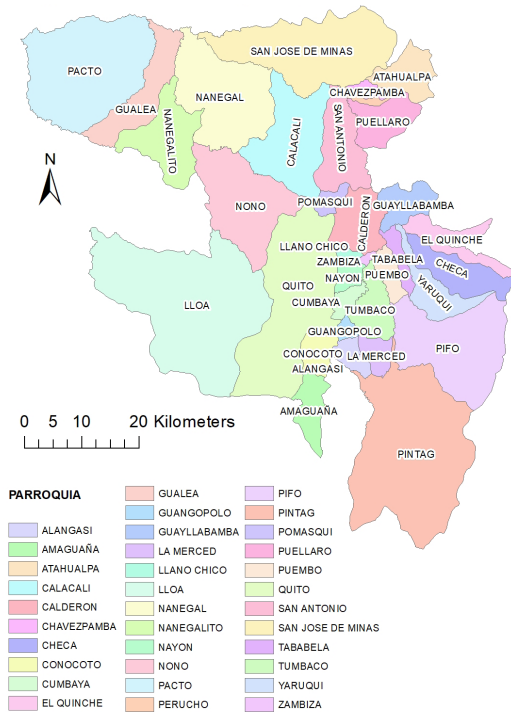 SAN JOSE DE MINAS
PACTO
ATAHUALPA
CHAVEZPAMBA
NANEGAL
GUALEA
NANEGALITO
SAN ANTONIO
PUELLARO
CALACALI
N
POMASQUI
NONO
CALDERON
GUAYLLABAMBA
EL QUINCHE
LLANO CHICO
ZAMBIZA
TABABELA
CHECA
NAYON
PUEMBO
YARUQUI
QUITO
CUMBAYA
LLOA
TUMBACO
GUANGOPOLO
PIFO
CONOCOTO
LA MERCED
ALANGASI
AMAGUAÑA
0 5 10 20 Kilometers
PINTAG
PARROQUIA
ALANGASI
AMAGUAÑA
ATAHUALPA
CALACALI
CALDERON
CHAVEZPAMBA
CHECA
CONOCOTO
CUMBAYA
EL QUINCHE
GUALEA
GUANGOPOLO
GUAYLLABAMBA
LA MERCED
LLANO CHICO
LLOA
NANEGAL
NANEGALITO
NAYON
NONO
PACTO
PERUCHO
PIFO
PINTAG
POMASQUI
PUELLARO
PUEMBO
QUITO
SAN ANTONIO
SAN JOSE DE MINAS
TABABELA
TUMBACO
YARUQUI
ZAMBIZA